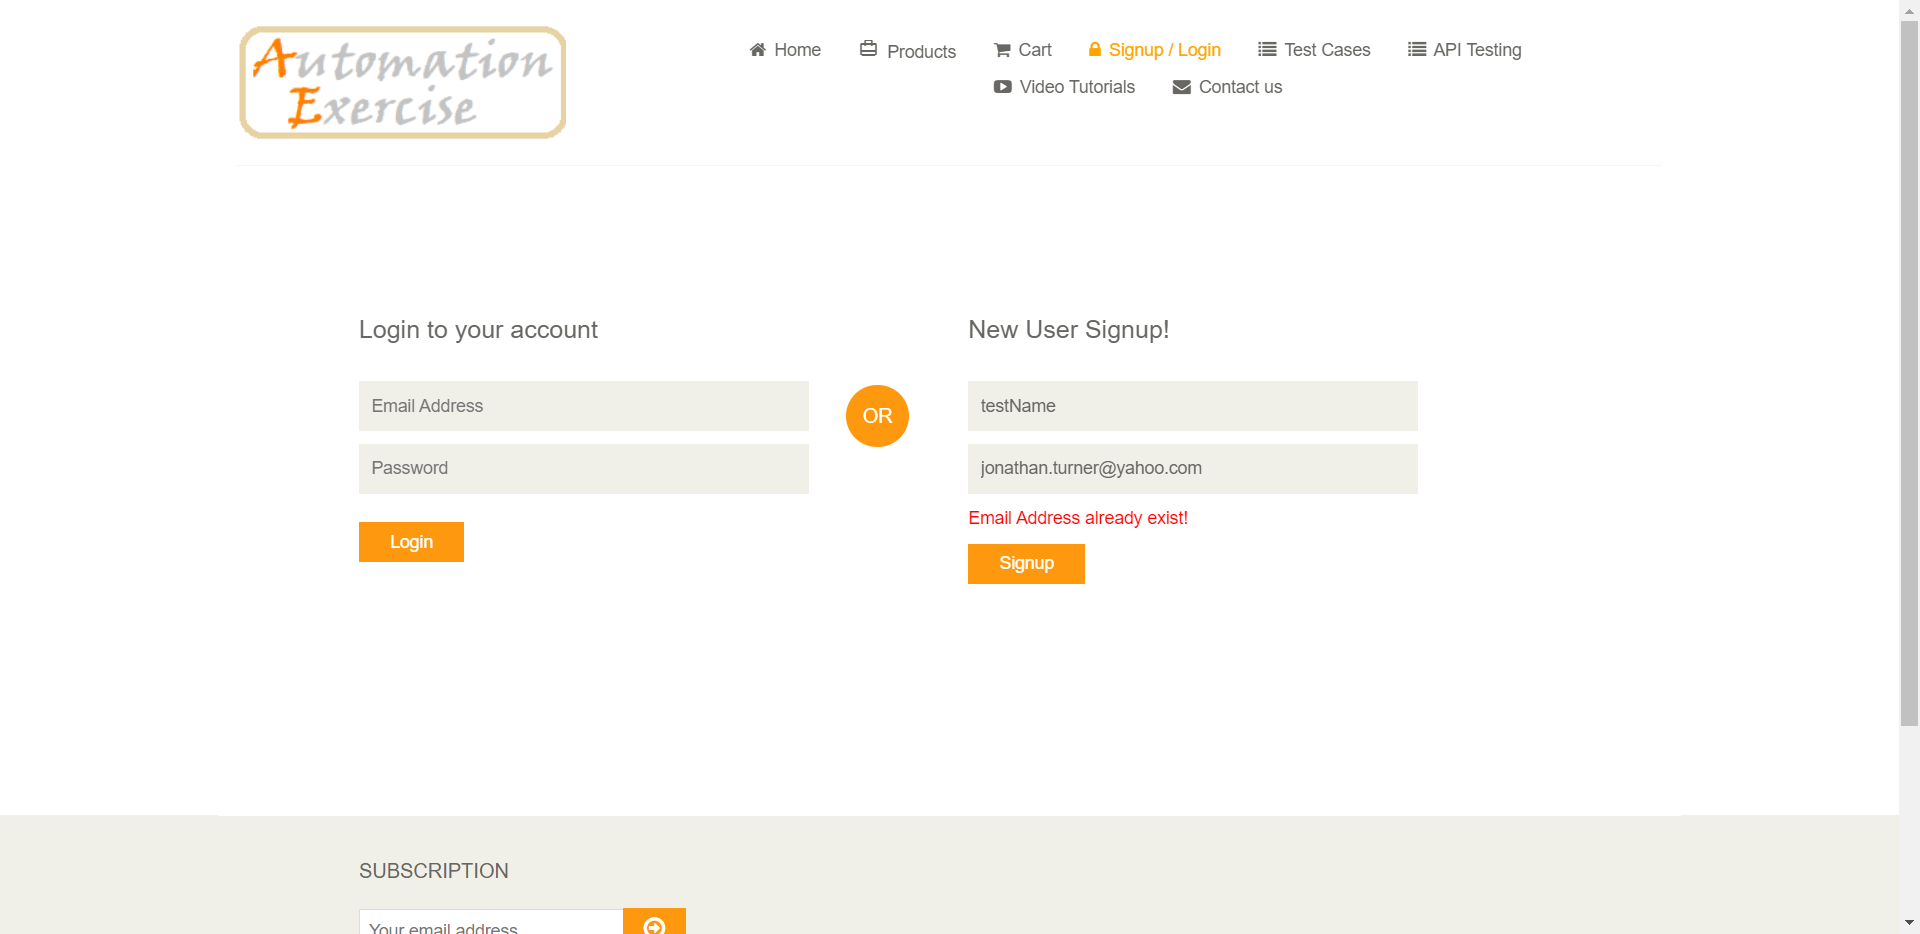 Automation
Exercise
Home
Products
Cart
Signup / Login
Test Cases
API Testing
Video Tutorials
Contact us
Login to your account
Email Address
Password
Login
OR
New User Signup!
testName
jonathan.turner@yahoo.com
Email Address already exist!
Signup
SUBSCRIPTION
Your email address